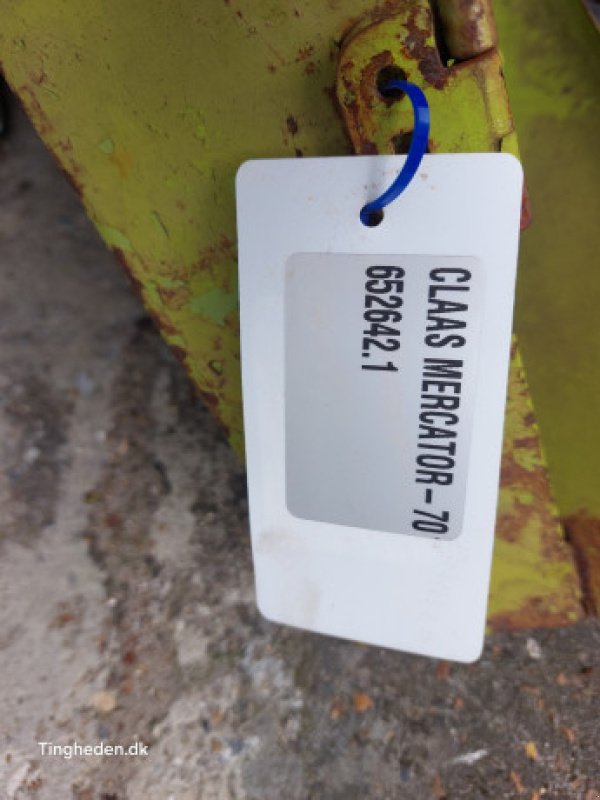 CLAAS MERCATOR-70
652642.1
Tingheden.dk